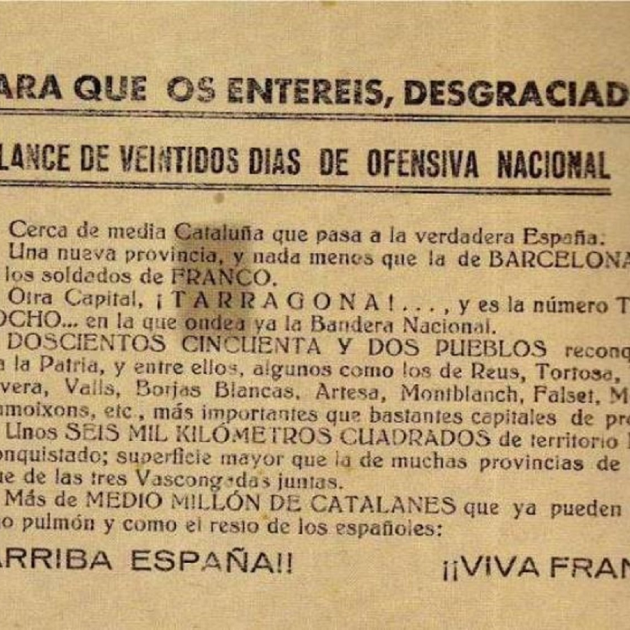 ARA QUE OS ENTEREIS, DESGRACIAD
LANCE DE VEINTIDOS DIAS DE OFENSIVA NACIONAL
Cerca de media Cataluña que pasa a la verdadera España.
Una nueva provincia, y nada menos que la de BARCELONA
los soldados de FRANCO.
Otra Capital, ¡TARRAGONA!..., y es la número T
OCHO... en la que ondea ya la Bandera Nacional.
DOSCIENTOS CINCUENTA Y DOS PUEBLOS reconq
a la Patria, y entre ellos, algunos como los de Reus, Tortosa,
vera, Valls, Borjas Blancas, Artesa, Montblanch, Falset, M
umoixons, etc., más importantes que bastantes capitales de pr
Unos SEIS MIL KILÓMETROS CUADRADOS de territorio
onquistado; superficie mayor que la de muchas provincias de
ue de las tres Vascongadas juntas.
Más de MEDIO MILLÓN DE CATALANES que ya pueden
o pulmón y como el resto de los españoles:
ARRIBA ESPAÑA!! ¡¡VIVA FRAN